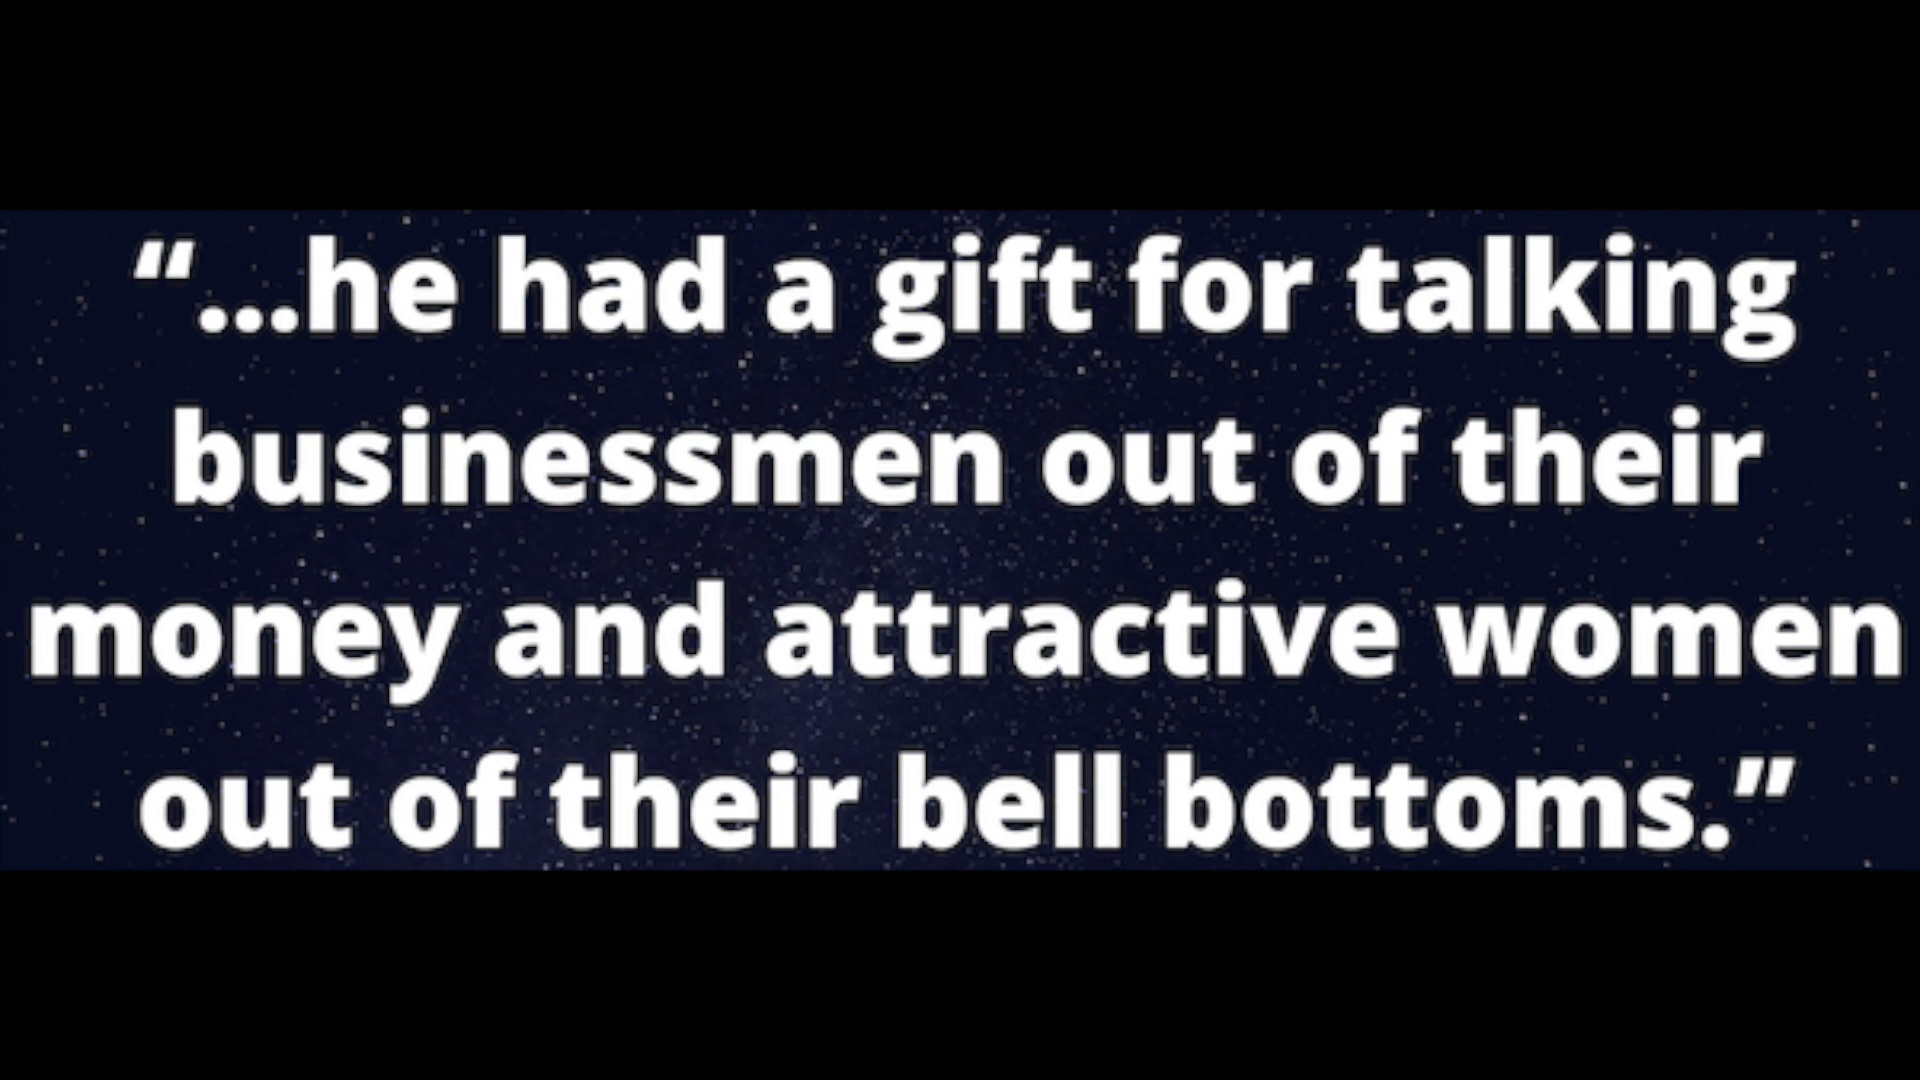 “...he had a gift for talking
businessmen out of their
money and attractive women
out of their bell bottoms.”